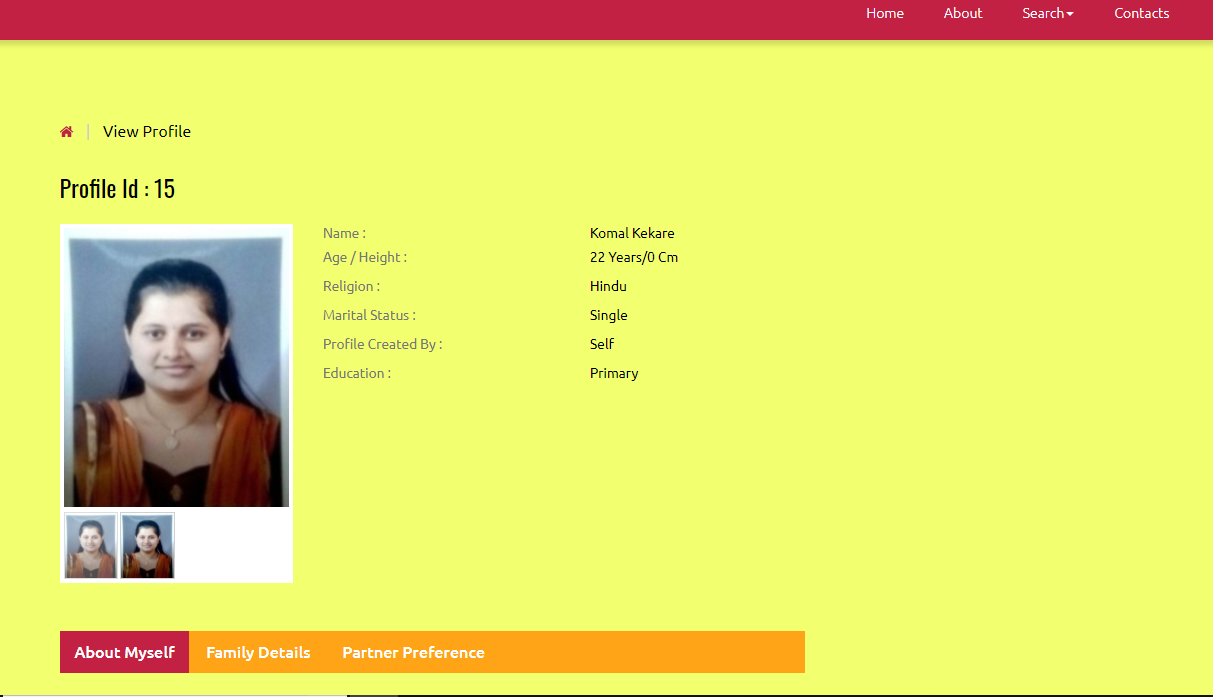 Home About Search Contacts
| View Profile
Profile Id : 15
Name : Komal Kekare
Age / Height : 22 Years/0 Cm
Religion : Hindu
Marital Status : Single
Profile Created By : Self
Education : Primary
About Myself Family Details Partner Preference